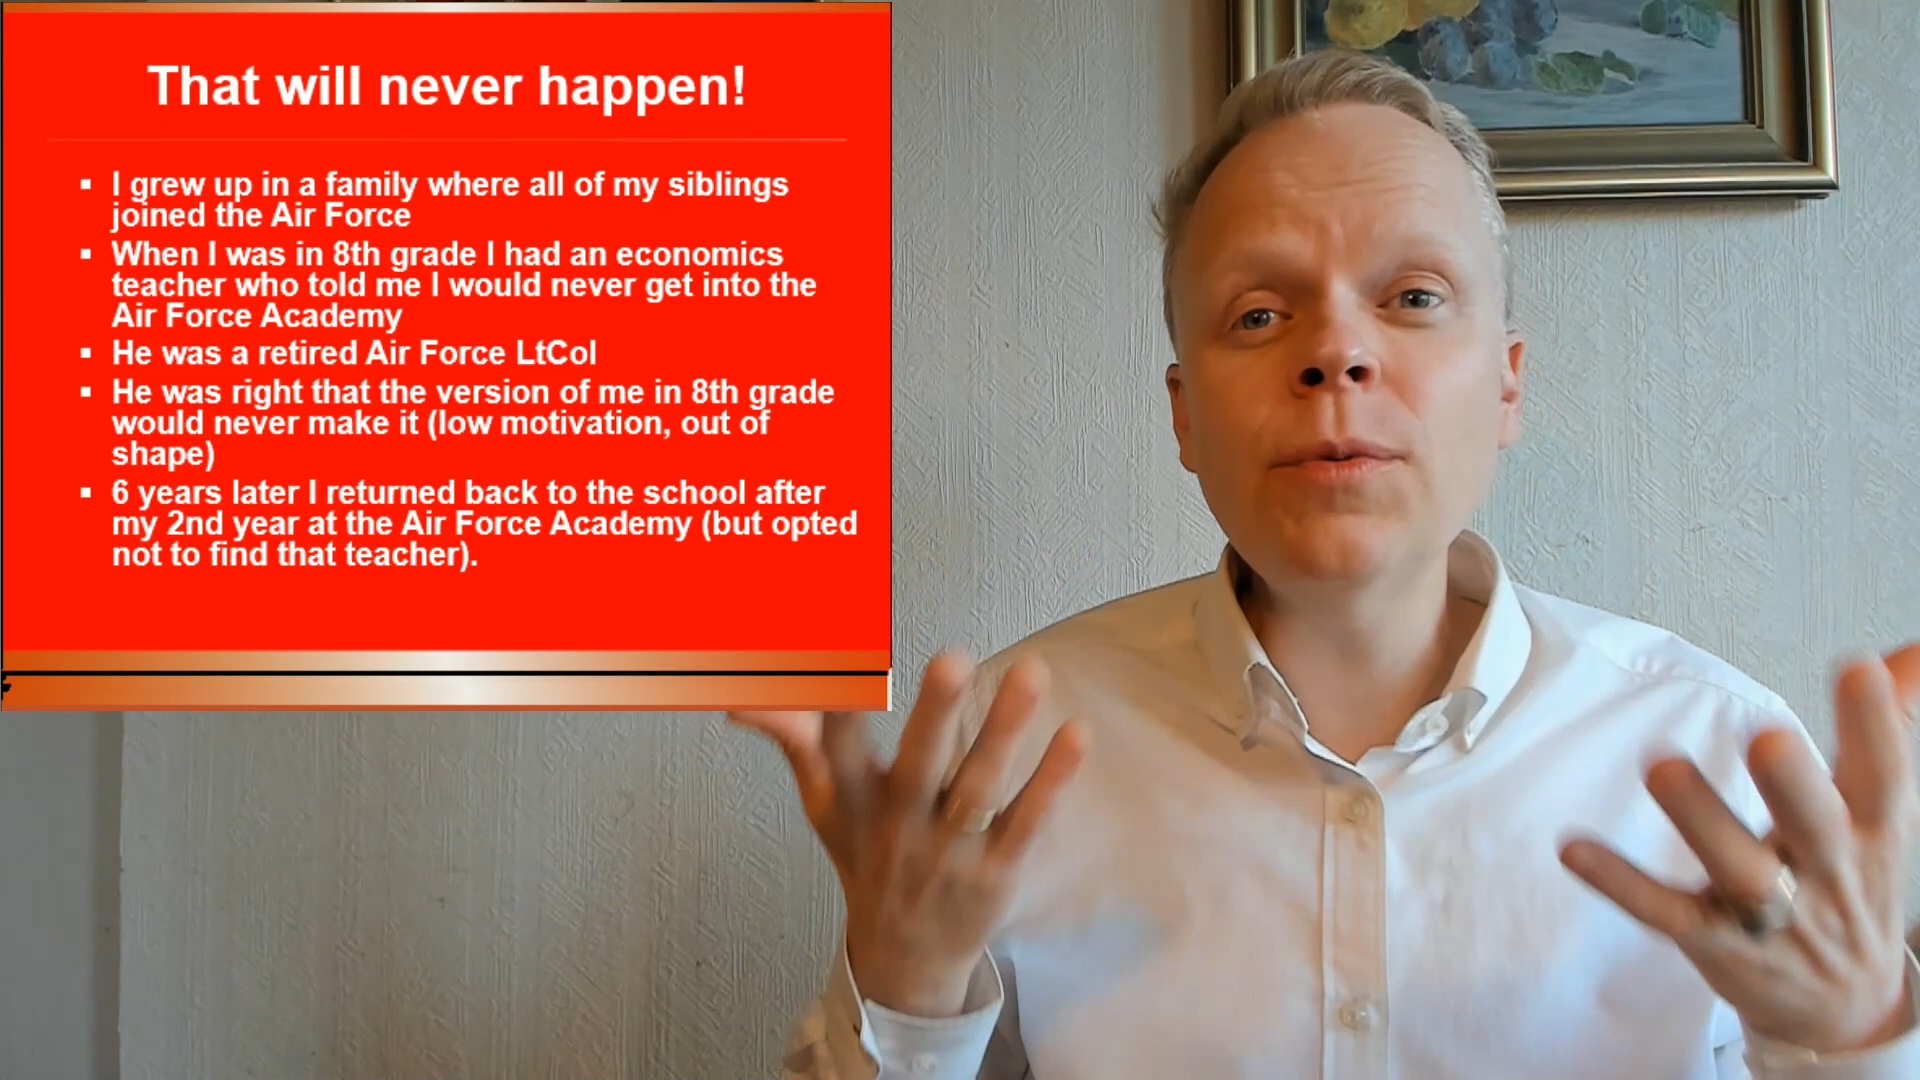 That will never happen!
▪ I grew up in a family where all of my siblings
joined the Air Force
▪ When I was in 8th grade I had an economics
teacher who told me I would never get into the
Air Force Academy
▪ He was a retired Air Force LtCol
▪ He was right that the version of me in 8th grade
would never make it (low motivation, out of
shape)
▪ 6 years later I returned back to the school after
my 2nd year at the Air Force Academy (but opted
not to find that teacher).